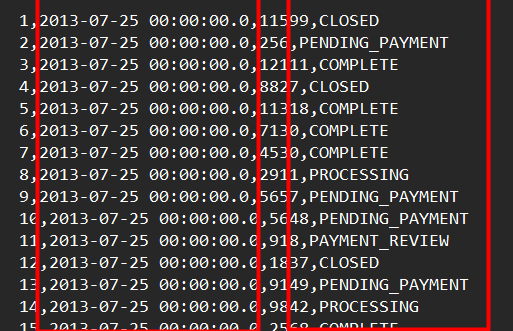 1,2013-07-25 00:00:00.0,11599,CLOSED
2,2013-07-25 00:00:00.0,256,PENDING_PAYMENT
3,2013-07-25 00:00:00.0,12111,COMPLETE
4,2013-07-25 00:00:00.0,8827,CLOSED
5,2013-07-25 00:00:00.0,11318,COMPLETE
6,2013-07-25 00:00:00.0,7130,COMPLETE
7,2013-07-25 00:00:00.0,4530,COMPLETE
8,2013-07-25 00:00:00.0,2911,PROCESSING
9,2013-07-25 00:00:00.0,5657,PENDING_PAYMENT
10,2013-07-25 00:00:00.0,5648,PENDING_PAYMENT
11,2013-07-25 00:00:00.0,918,PAYMENT_REVIEW
12,2013-07-25 00:00:00.0,1837,CLOSED
13,2013-07-25 00:00:00.0,9149,PENDING_PAYMENT
14,2013-07-25 00:00:00.0,9842,PROCESSING
15,2013-07-25 00:00:00.0,2568,COMPLETE